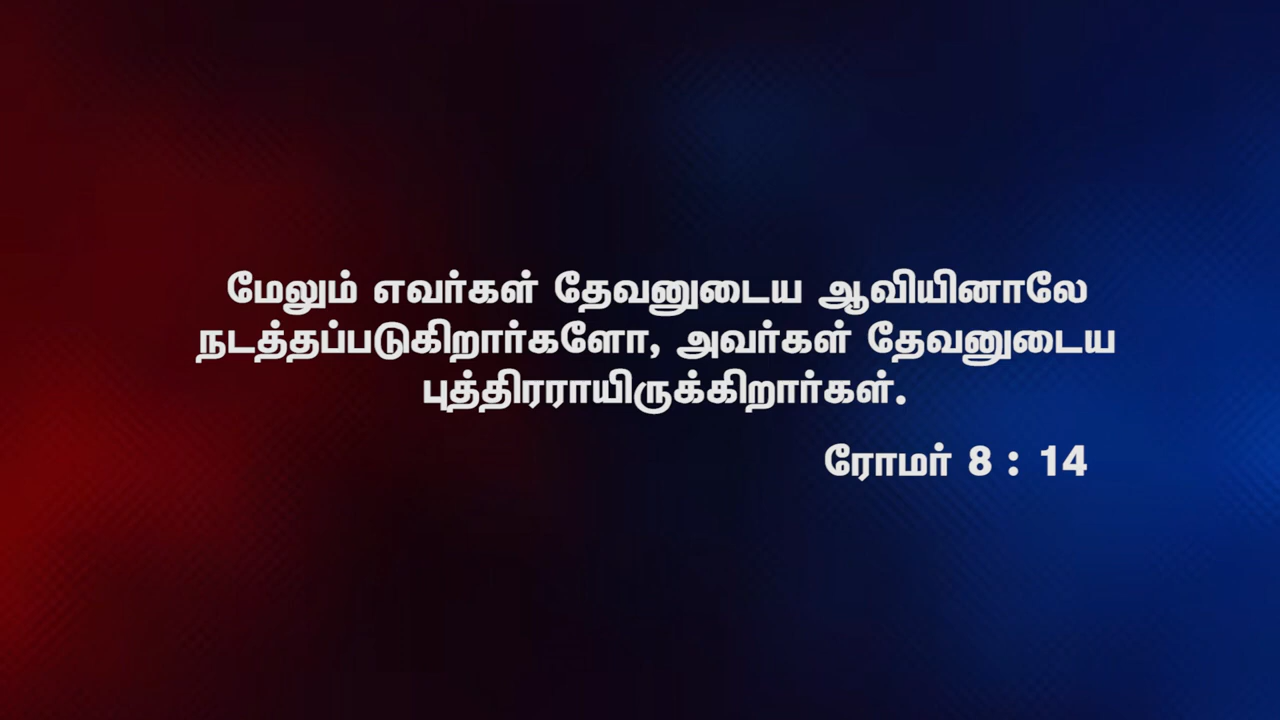 மேலும் எவர்கள் தேவனுடைய ஆவியினாலே
நடத்தப்படுகிறார்களோ, அவர்கள் தேவனுடைய
புத்திரராயிருக்கிறார்கள்.
ரோமர் 8 : 14